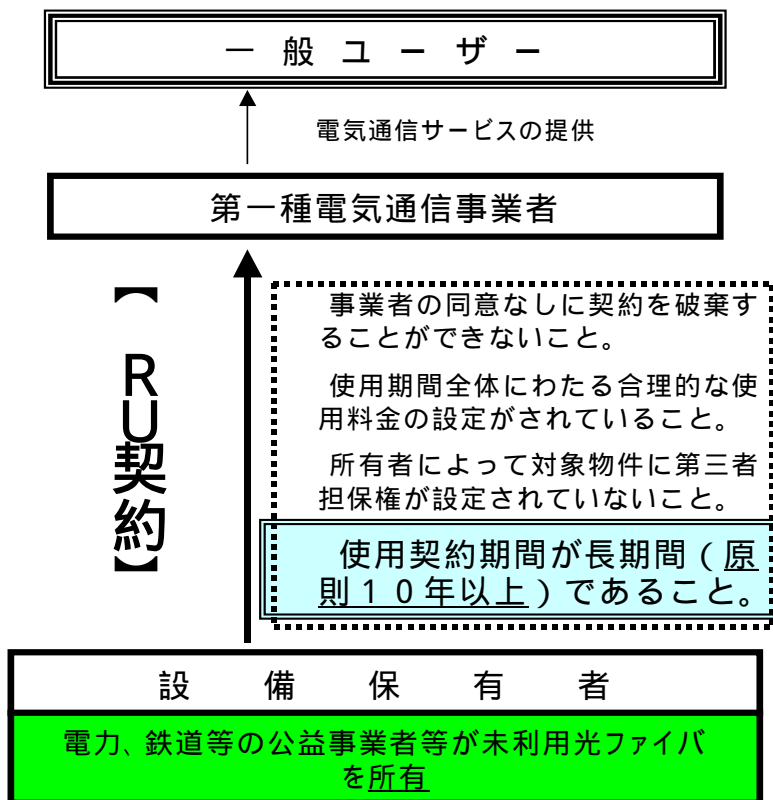 一般ユーザー
電気通信サービスの提供
第一種電気通信事業者
【ＩＲＵ契約】
事業者の同意なしに契約を破棄す
ることができないこと。
使用期間全体にわたる合理的な使
用料金の設定がされていること。
所有者によって対象物件に第三者
担保権が設定されていないこと。
使用契約期間が長期間（原
則１０年以上）であること。
設備保有者
電力、鉄道等の公益事業者等が未利用光ファイバ
を所有